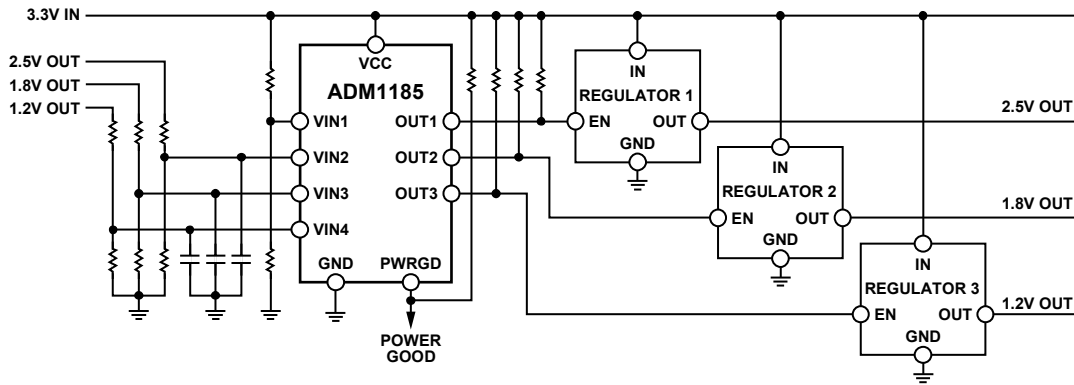 3.3V IN
2.5V OUT
1.8V OUT
1.2V OUT
VCC
ADM1185
VIN1
VIN2
VIN3
VIN4
OUT1
OUT2
OUT3
GND
PWRGD
POWER
GOOD
IN
REGULATOR 1
EN
OUT
GND
2.5V OUT
IN
REGULATOR 2
EN
OUT
GND
1.8V OUT
IN
REGULATOR 3
EN
OUT
GND
1.2V OUT